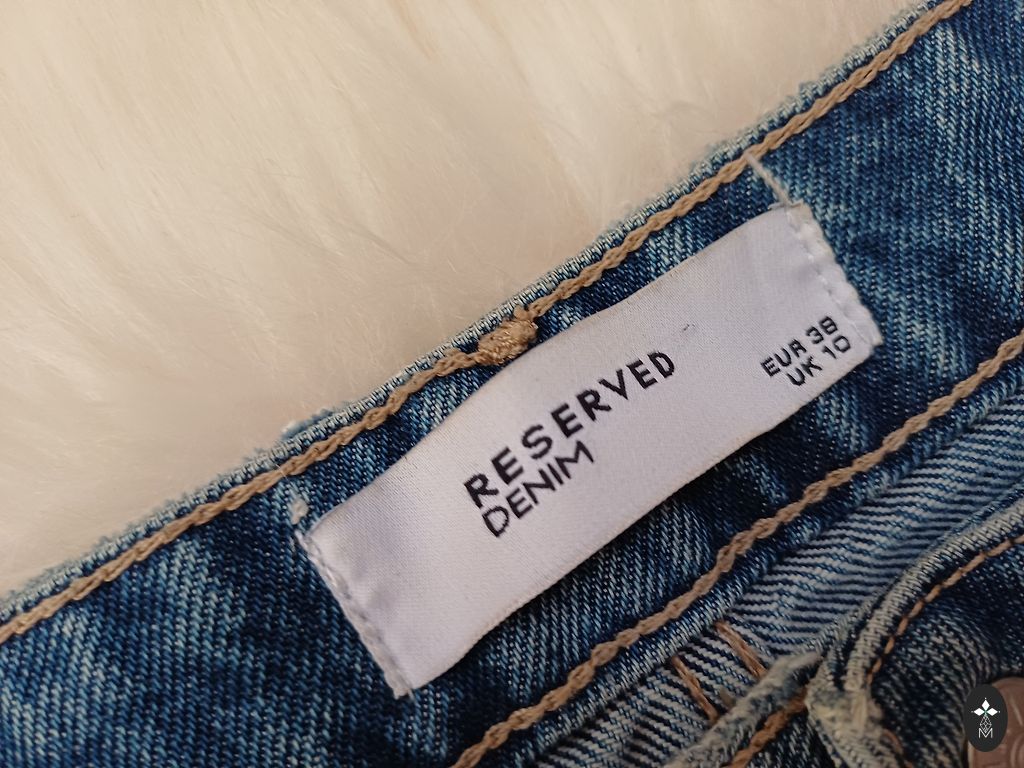 RESERVED
DENIM
EUR 38
UK 10